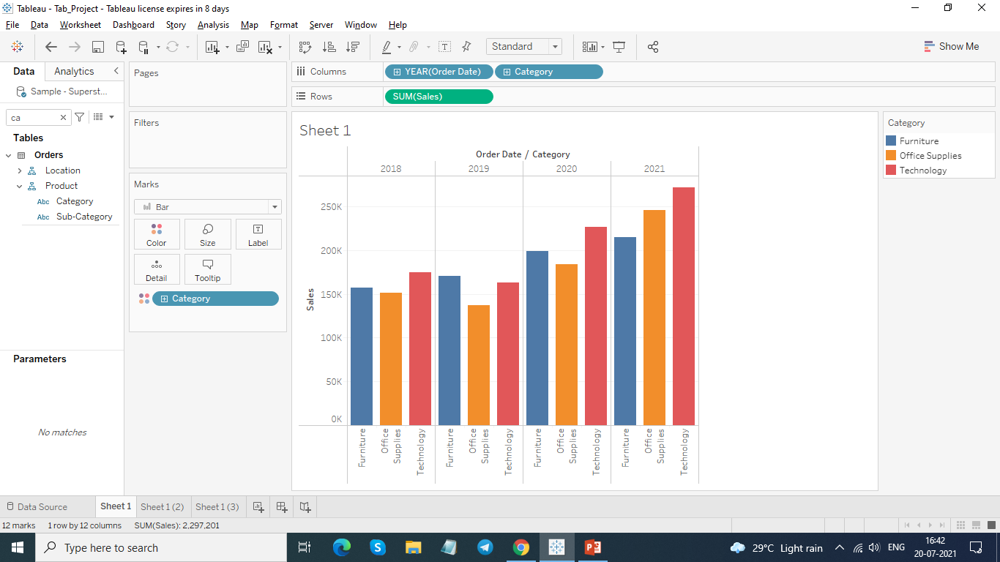 Tableau - Tab_Project - Tableau license expires in 8 days
File Data Worksheet Dashboard Story Analysis Map Format Server Window Help
Standard
Show Me
Data Analytics
Sample - Superst...
ca
Tables
Orders
Location
Product
Abc Category
Abc Sub-Category
Parameters
No matches
Pages
Filters
Marks
Bar
Color Size Label
Detail Tooltip
Category
Columns YEAR(Order Date) Category
Rows SUM(Sales)
Sheet 1
Order Date / Category
2018 2019 2020 2021
Sales
250K
200K
150K
100K
50K
0K
Furniture
Office
Supplies
Technology
Furniture
Office
Supplies
Technology
Furniture
Office
Supplies
Technology
Furniture
Office
Supplies
Technology
Category
Furniture
Office Supplies
Technology
Data Source Sheet 1 Sheet 1 (2) Sheet 1 (3)
12 marks 1 row by 12 columns SUM(Sales): 2,297,201
Type here to search
29°C Light rain ENG
16:42
20-07-2021